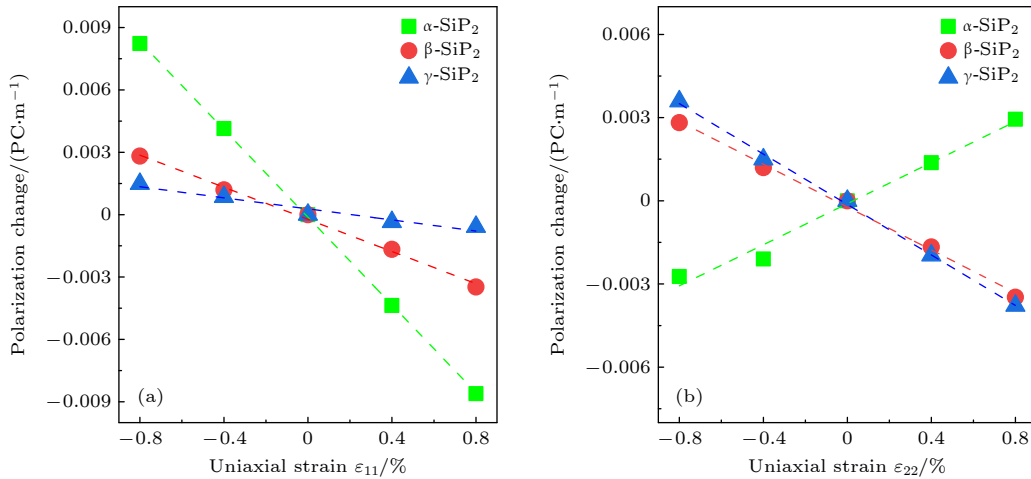 0.009
0.006
0.003
0
−0.003
−0.006
−0.009
Polarization change/(PC·m⁻¹)
α-SiP₂
β-SiP₂
γ-SiP₂
(a)
−0.8
−0.4
0
0.4
0.8
Uniaxial strain ε₁₁/%
0.006
0.003
0
−0.003
−0.006
Polarization change/(PC·m⁻¹)
α-SiP₂
β-SiP₂
γ-SiP₂
(b)
−0.8
−0.4
0
0.4
0.8
Uniaxial strain ε₂₂/%